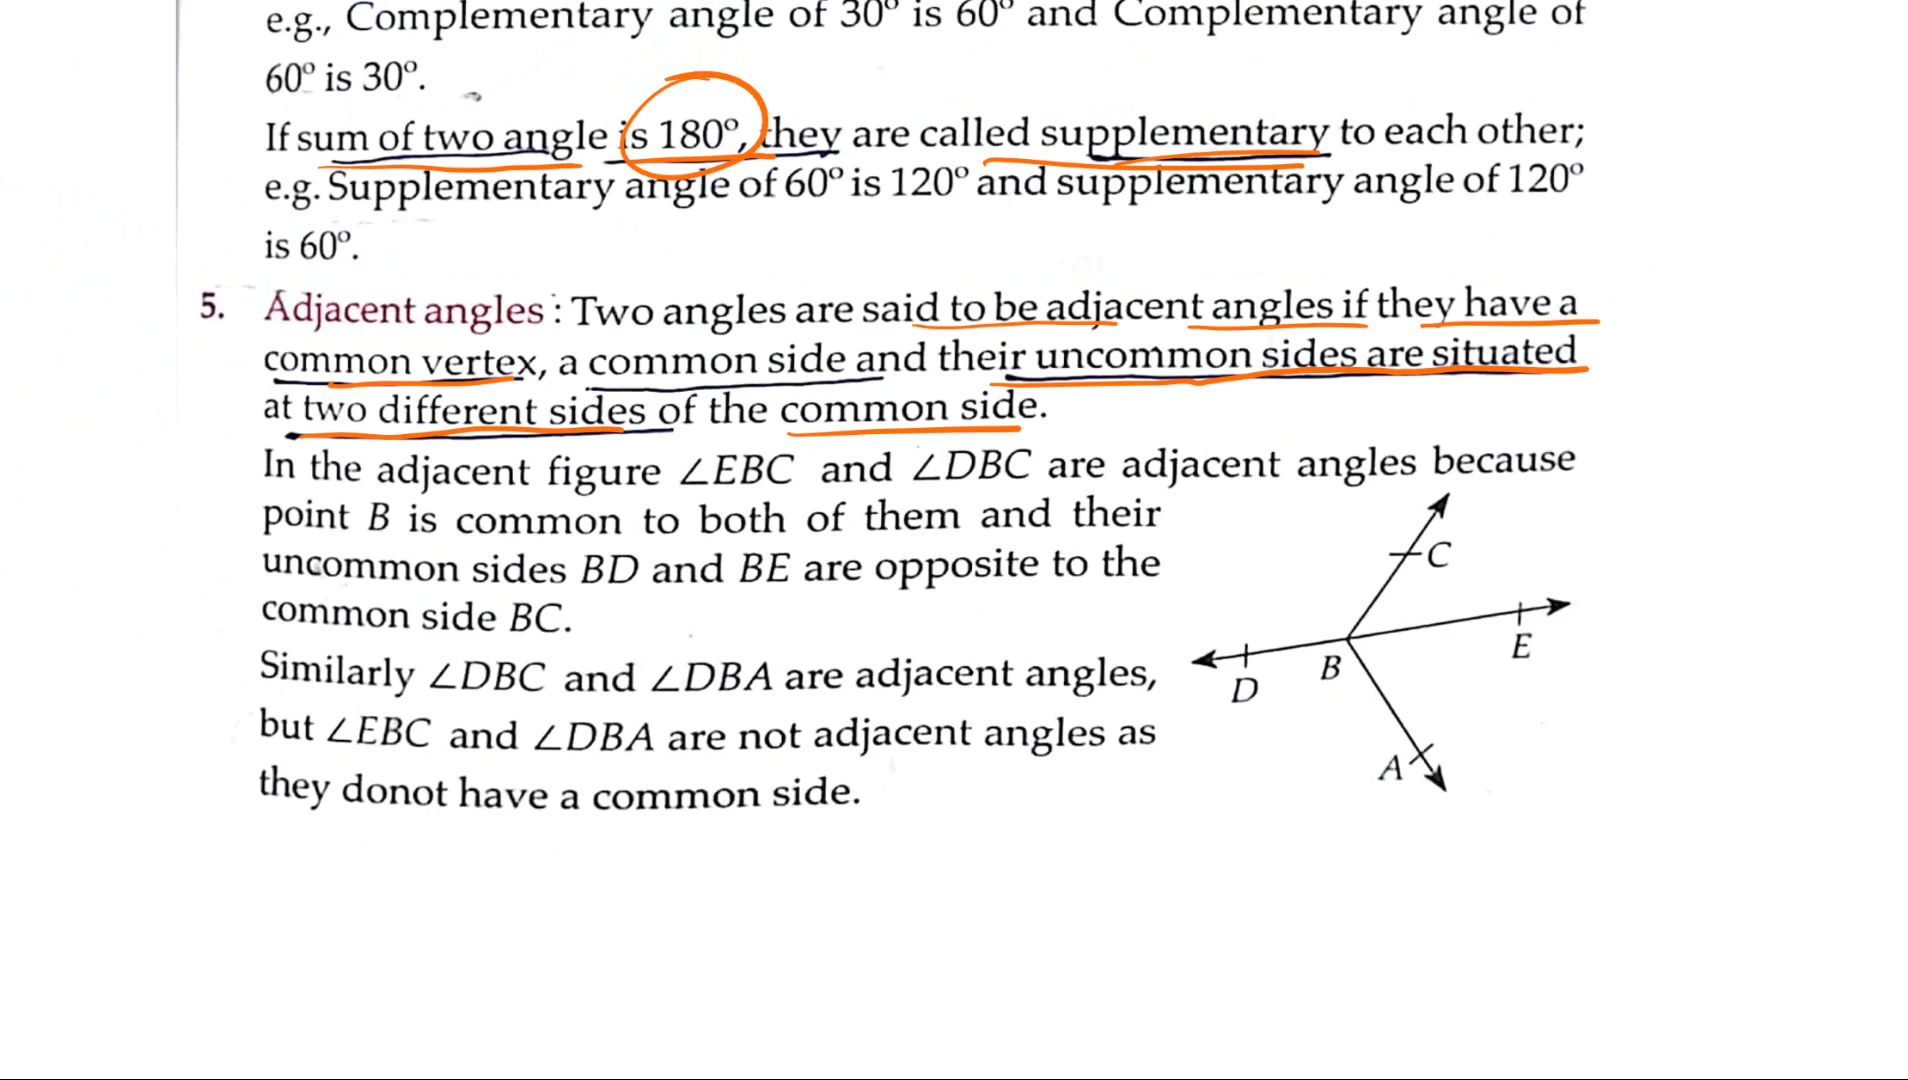 e.g., Complementary angle of 30° is 60° and Complementary angle of
60° is 30°.
If sum of two angle is 180°, they are called supplementary to each other;
e.g. Supplementary angle of 60° is 120° and supplementary angle of 120°
is 60°.
5. Adjacent angles : Two angles are said to be adjacent angles if they have a
common vertex, a common side and their uncommon sides are situated
at two different sides of the common side.
In the adjacent figure ∠EBC and ∠DBC are adjacent angles because
point B is common to both of them and their
uncommon sides BD and BE are opposite to the
common side BC.
Similarly ∠DBC and ∠DBA are adjacent angles,
but ∠EBC and ∠DBA are not adjacent angles as
they donot have a common side.
C
E
B
D
A